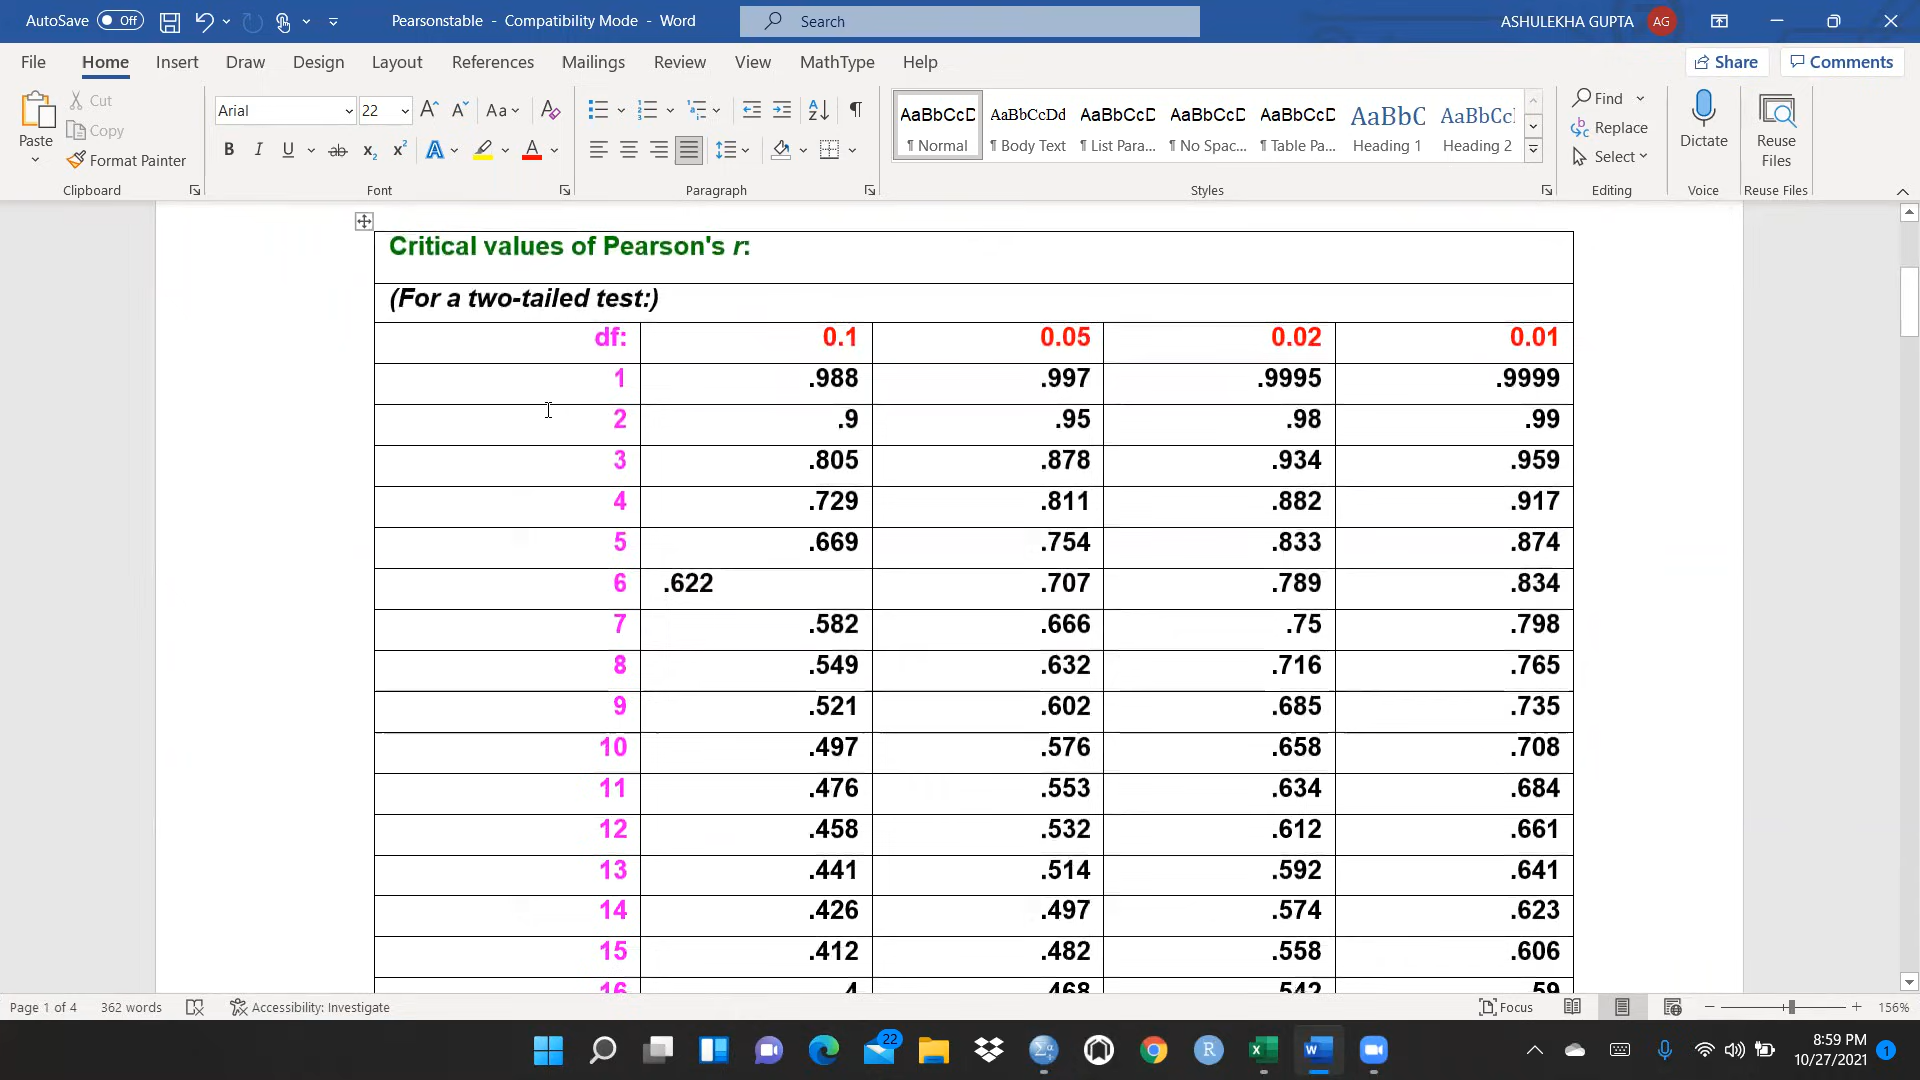 AutoSave Off Pearsonstable - Compatibility Mode - Word Search ASHULEKHA GUPTA AG
File Home Insert Draw Design Layout References Mailings Review View MathType Help Share Comments
Paste
Cut
Copy
Format Painter
Clipboard
Arial 22
Font
Paragraph
AaBbCcD AaBbCcDd AaBbCcD AaBbCcD AaBbCcD AaBbC AaBbCc
¶ Normal ¶ Body Text ¶ List Para... ¶ No Spac... ¶ Table Pa... Heading 1 Heading 2
Styles
Find
Replace
Select
Editing
Dictate
Voice
Reuse
Files
Reuse Files
Critical values of Pearson's r:
(For a two-tailed test:)
df: 0.1 0.05 0.02 0.01
1 .988 .997 .9995 .9999
2 .9 .95 .98 .99
3 .805 .878 .934 .959
4 .729 .811 .882 .917
5 .669 .754 .833 .874
6 .622 .707 .789 .834
7 .582 .666 .75 .798
8 .549 .632 .716 .765
9 .521 .602 .685 .735
10 .497 .576 .658 .708
11 .476 .553 .634 .684
12 .458 .532 .612 .661
13 .441 .514 .592 .641
14 .426 .497 .574 .623
15 .412 .482 .558 .606
16 .4 .468 .542 .59
Page 1 of 4 362 words Accessibility: Investigate Focus 156%
22
8:59 PM
10/27/2021 1